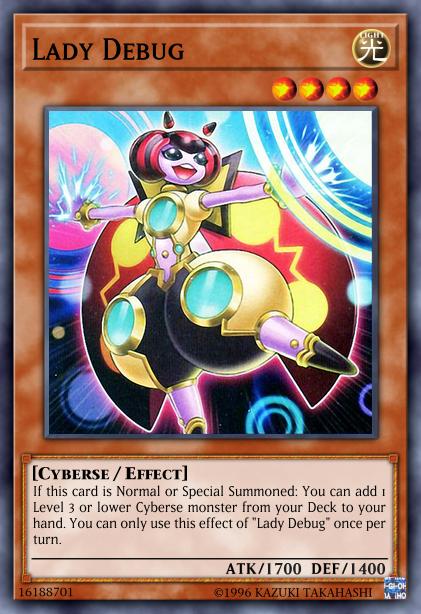 Lady Debug
LIGHT
光
[Cyberse / Effect]
If this card is Normal or Special Summoned: You can add 1
Level 3 or lower Cyberse monster from your Deck to your
hand. You can only use this effect of "Lady Debug" once per
turn.
ATK/1700 DEF/1400
16188701
©1996 KAZUKI TAKAHASHI